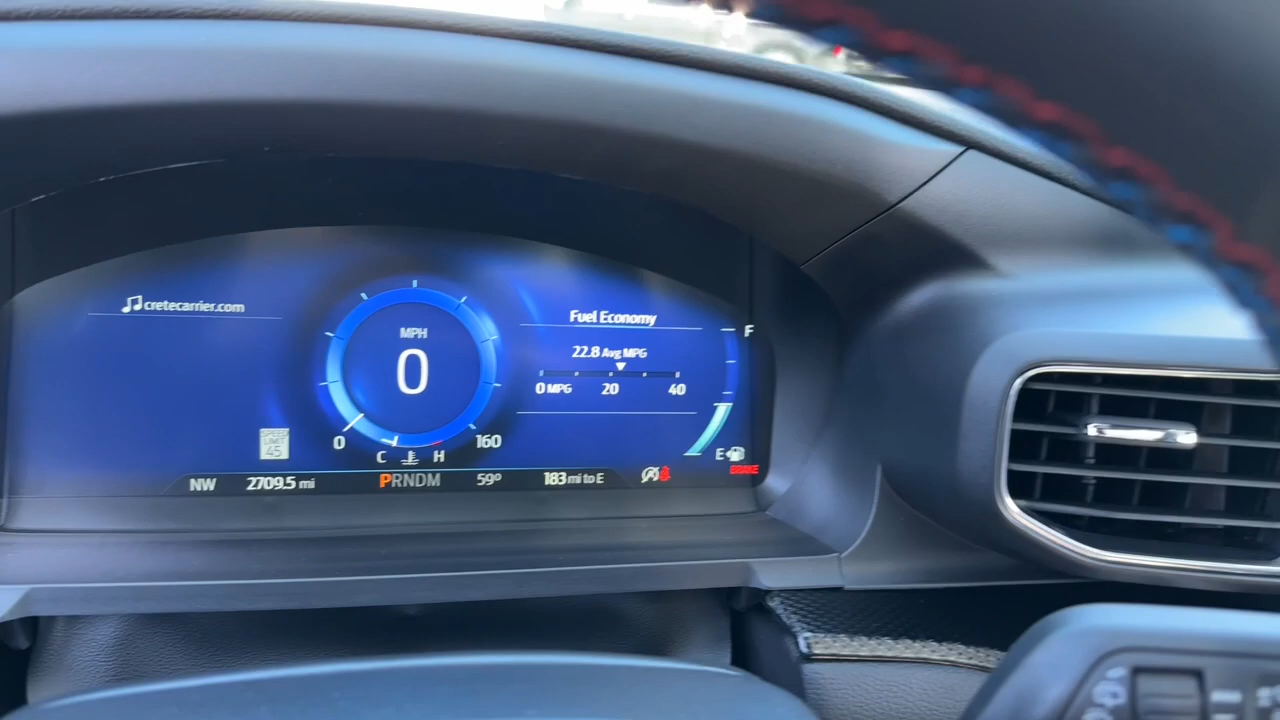 cretecarrier.com
MPH
0
0
160
C
H
Fuel Economy
22.8 Avg MPG
0 MPG 20 40
F
E
SPEED
LIMIT
45
NW 2709.5 mi PRNDM 59° 183 mi to E
BRAKE